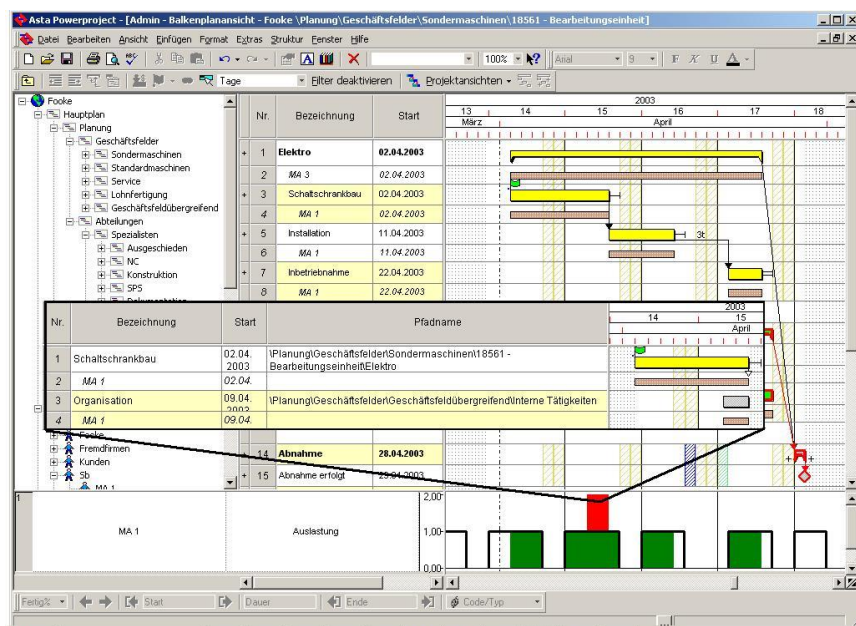 Asta Powerproject - [Admin - Balkenplanansicht - Fooke \Planung\Geschäftsfelder\Sondermaschinen\18561 - Bearbeitungseinheit]
Datei Bearbeiten Ansicht Einfügen Format Extras Struktur Fenster Hilfe
100% Arial 9 F K U A
Tage Filter deaktivieren Projektansichten
Fooke
Hauptplan
Planung
Geschäftsfelder
Sondermaschinen
Standardmaschinen
Service
Lohnfertigung
Geschäftsfeldübergreifend
Abteilungen
Spezialisten
Ausgeschieden
NC
Konstruktion
SPS
Nr. Bezeichnung Start
2003
13 14 15 16 17 18
März April
1 Elektro 02.04.2003
2 MA 3 02.04.2003
3 Schaltschrankbau 02.04.2003
4 MA 1 02.04.2003
5 Installation 11.04.2003 3t
6 MA 1 11.04.2003
7 Inbetriebnahme 22.04.2003
8 MA 1 22.04.2003
Nr. Bezeichnung Start Pfadname
2003
14 15
April
1 Schaltschrankbau 02.04. 2003 \Planung\Geschäftsfelder\Sondermaschinen\18561 -
Bearbeitungseinheit\Elektro
2 MA 1 02.04.
3 Organisation 09.04. 2003 \Planung\Geschäftsfelder\Geschäftsfeldübergreifend\Interne Tätigkeiten
4 MA 1 09.04.
Fooke
Fremdfirmen
Kunden
Sb
MA 1
14 Abnahme 28.04.2003
15 Abnahme erfolgt
1 MA 1 Auslastung
2,00
1,00
0,00
Fertig% Start Dauer Ende Code/Typ